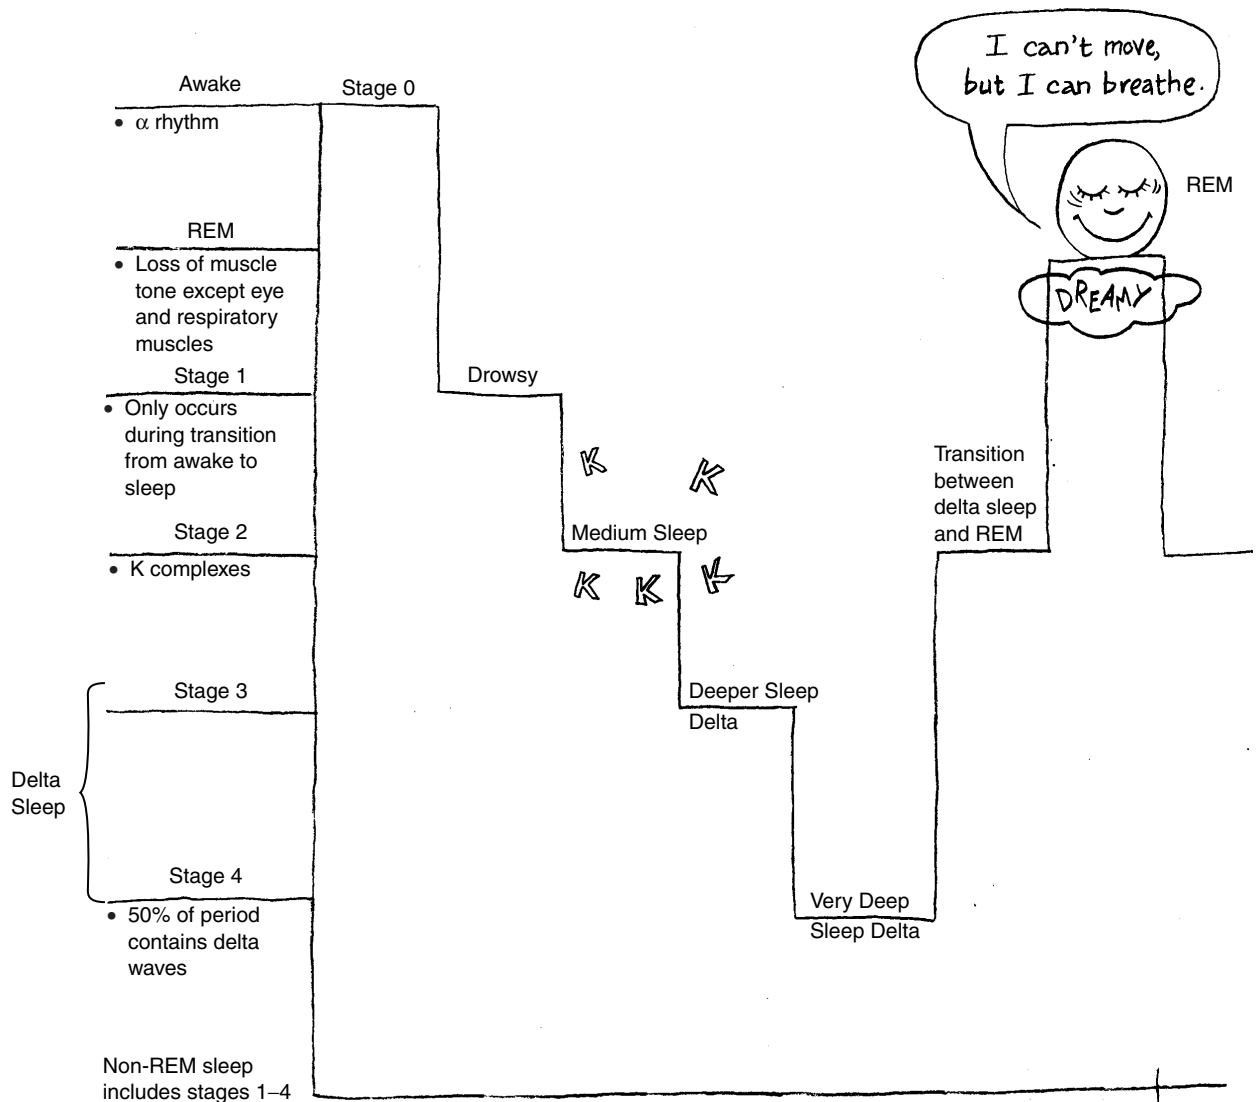 Awake
• α rhythm
REM
• Loss of muscle
tone except eye
and respiratory
muscles
Stage 1
• Only occurs
during transition
from awake to
sleep
Stage 2
• K complexes
Stage 3
Delta
Sleep
Stage 4
• 50% of period
contains delta
waves
Non-REM sleep
includes stages 1–4
Stage 0
Drowsy
K
K
Medium Sleep
K
K
K
Deeper Sleep
Delta
Very Deep
Sleep Delta
Transition
between
delta sleep
and REM
I can't move,
but I can breathe.
REM
DREAMY